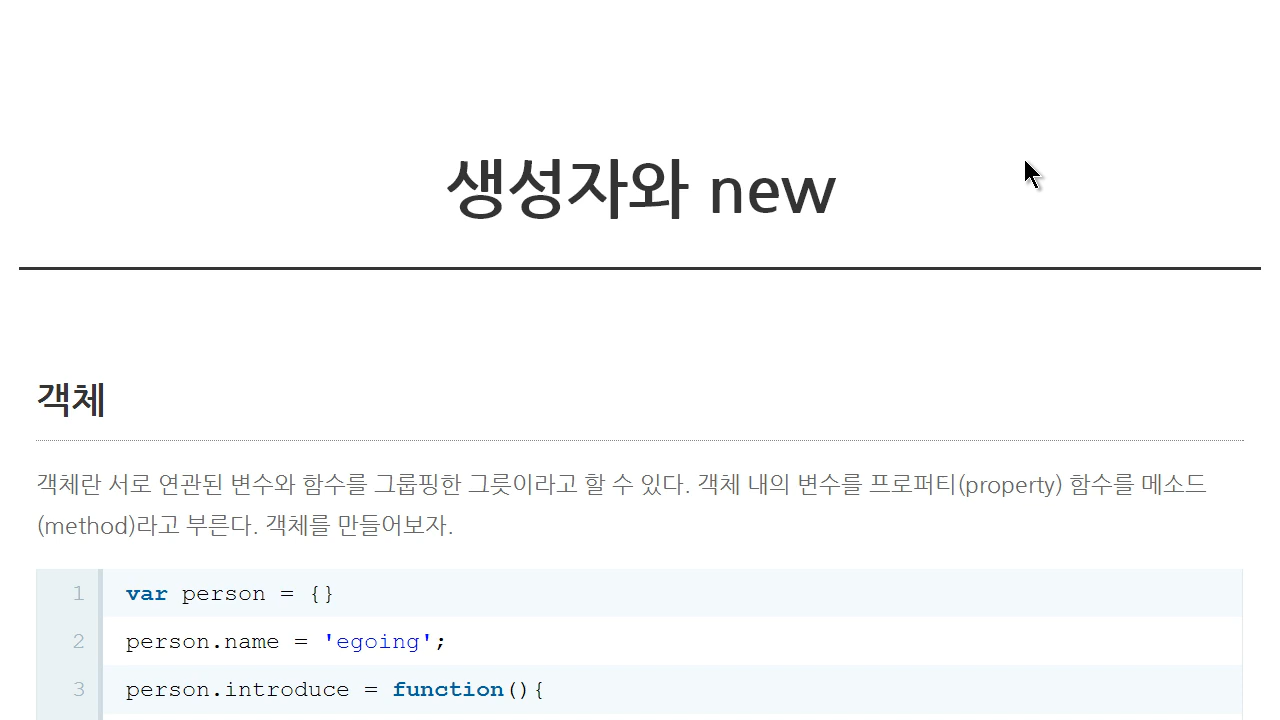 생성자와 new
객체
객체란 서로 연관된 변수와 함수를 그룹핑한 그릇이라고 할 수 있다. 객체 내의 변수를 프로퍼티(property) 함수를 메소드
(method)라고 부른다. 객체를 만들어보자.
1 var person = {}
2 person.name = 'egoing';
3 person.introduce = function(){